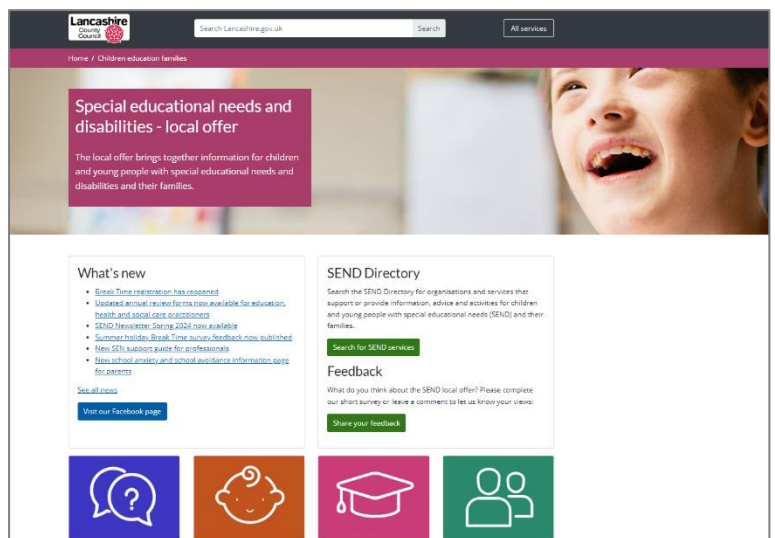 Lancashire
County
Council
Search Lancashire.gov.uk
Search
All services
Home / Children education families
Special educational needs and
disabilities - local offer
The local offer brings together information for children
and young people with special educational needs and
disabilities and their families.
What's new
Break Time registration has reopened
Updated annual review forms now available for education,
health and social care practitioners
SEND Newsletter Spring 2024 now available
Summer holiday Break Time survey feedback now published
New SEN support guide for professionals
New school anxiety and school avoidance information page
for parents
See all news
Visit our Facebook page
SEND Directory
Search the SEND Directory for organisations and services that
support or provide information, advice and activities for children
and young people with special educational needs (SEND) and their
families.
Search for SEND services
Feedback
What do you think about the SEND local offer? Please complete
our short survey or leave a comment to let us know your views:
Share your feedback
?